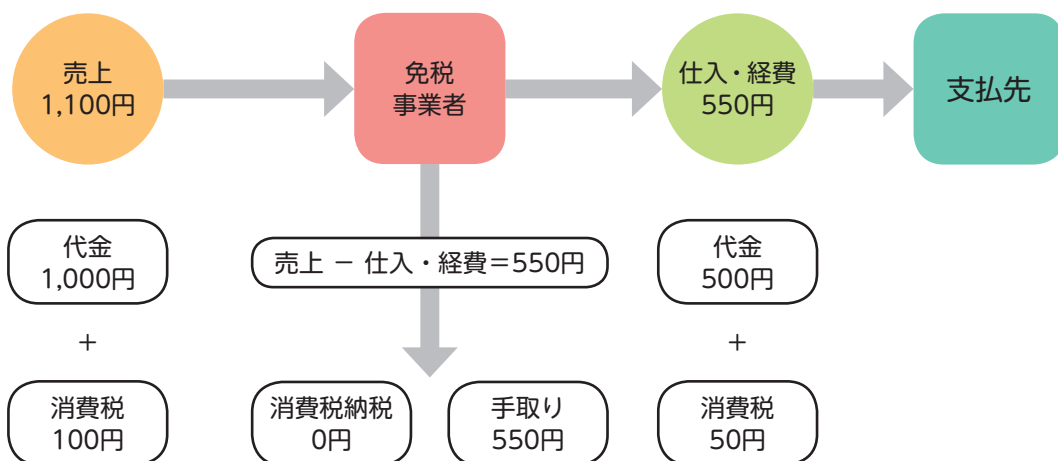 売上
1,100円
免税
事業者
仕入・経費
550円
支払先
代金
1,000円
+
消費税
100円
売上 − 仕入・経費＝550円
消費税納税
0円
手取り
550円
代金
500円
+
消費税
50円